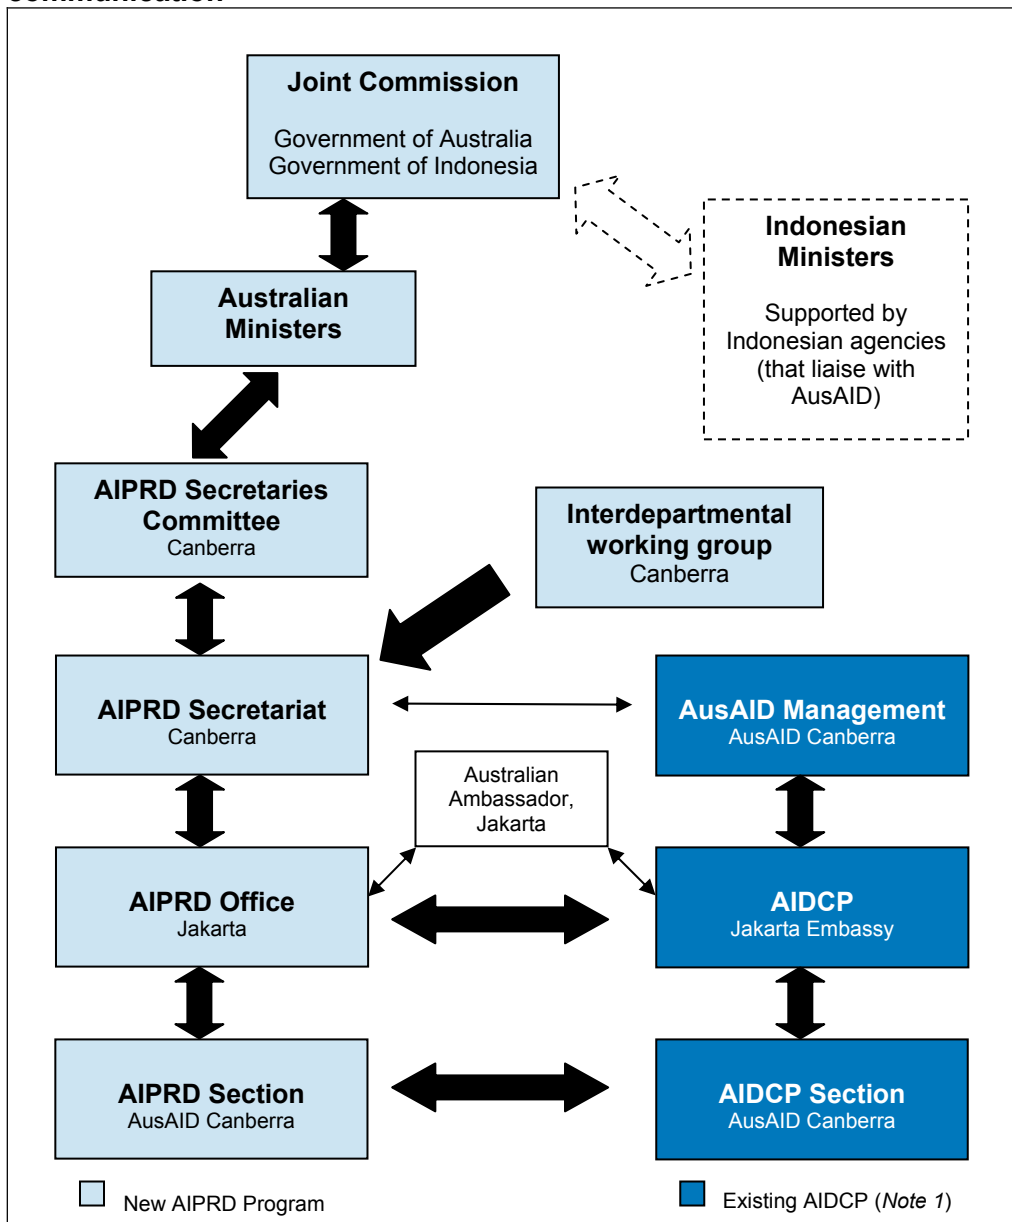 communication
Joint Commission
Government of Australia
Government of Indonesia
Indonesian
Ministers
Supported by
Indonesian agencies
(that liaise with
AusAID)
Australian
Ministers
AIPRD Secretaries
Committee
Canberra
Interdepartmental
working group
Canberra
AIPRD Secretariat
Canberra
AusAID Management
AusAID Canberra
Australian
Ambassador,
Jakarta
AIPRD Office
Jakarta
AIDCP
Jakarta Embassy
AIPRD Section
AusAID Canberra
AIDCP Section
AusAID Canberra
New AIPRD Program
Existing AIDCP (Note 1)